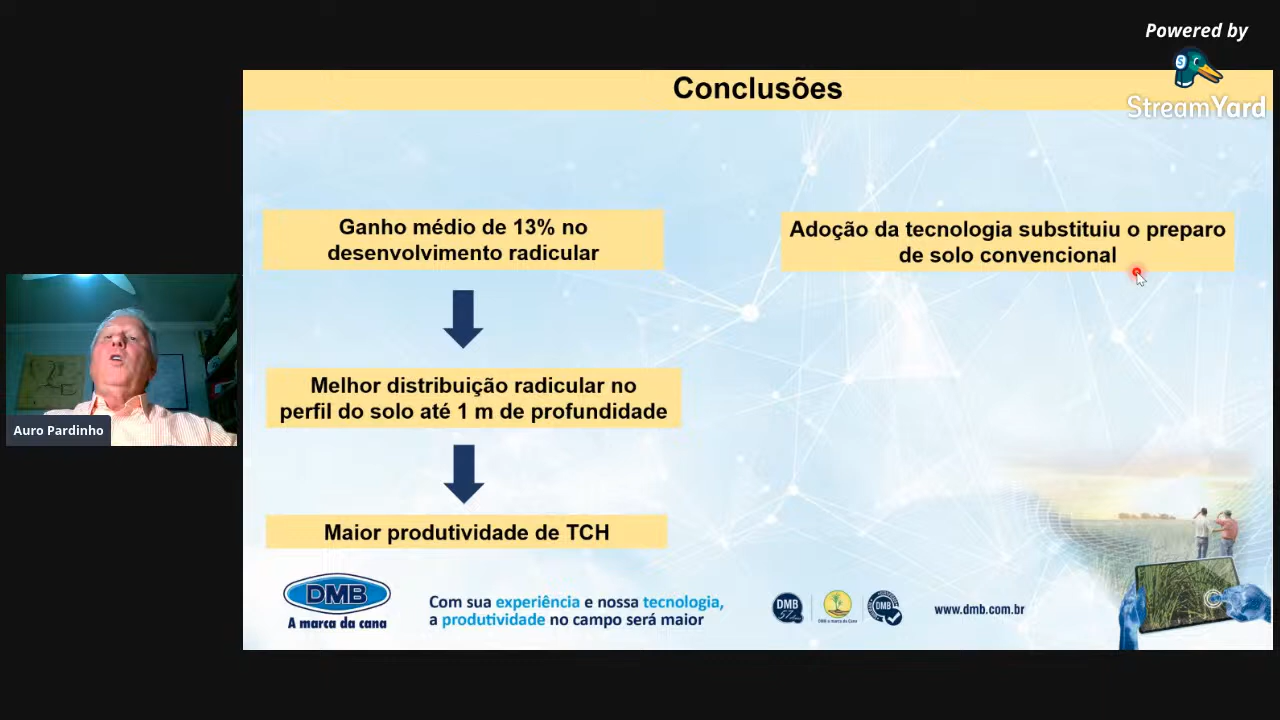 Powered by
StreamYard
Conclusões
Ganho médio de 13% no
desenvolvimento radicular
Adoção da tecnologia substituiu o preparo
de solo convencional
Melhor distribuição radicular no
perfil do solo até 1 m de profundidade
Maior produtividade de TCH
Auro Pardinho
DMB
A marca da cana
Com sua experiência e nossa tecnologia,
a produtividade no campo será maior
DMB
DMB
www.dmb.com.br